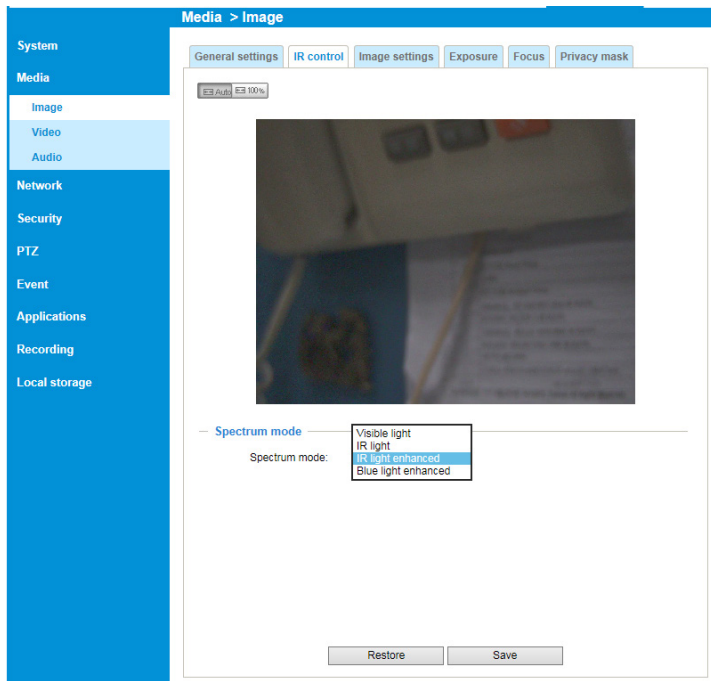 Media > Image
System
Media
Image
Video
Audio
Network
Security
PTZ
Event
Applications
Recording
Local storage
General settings IR control Image settings Exposure Focus Privacy mask
Auto 100%
Spectrum mode
Spectrum mode:
Visible light
IR light
IR light enhanced
Blue light enhanced
Restore Save